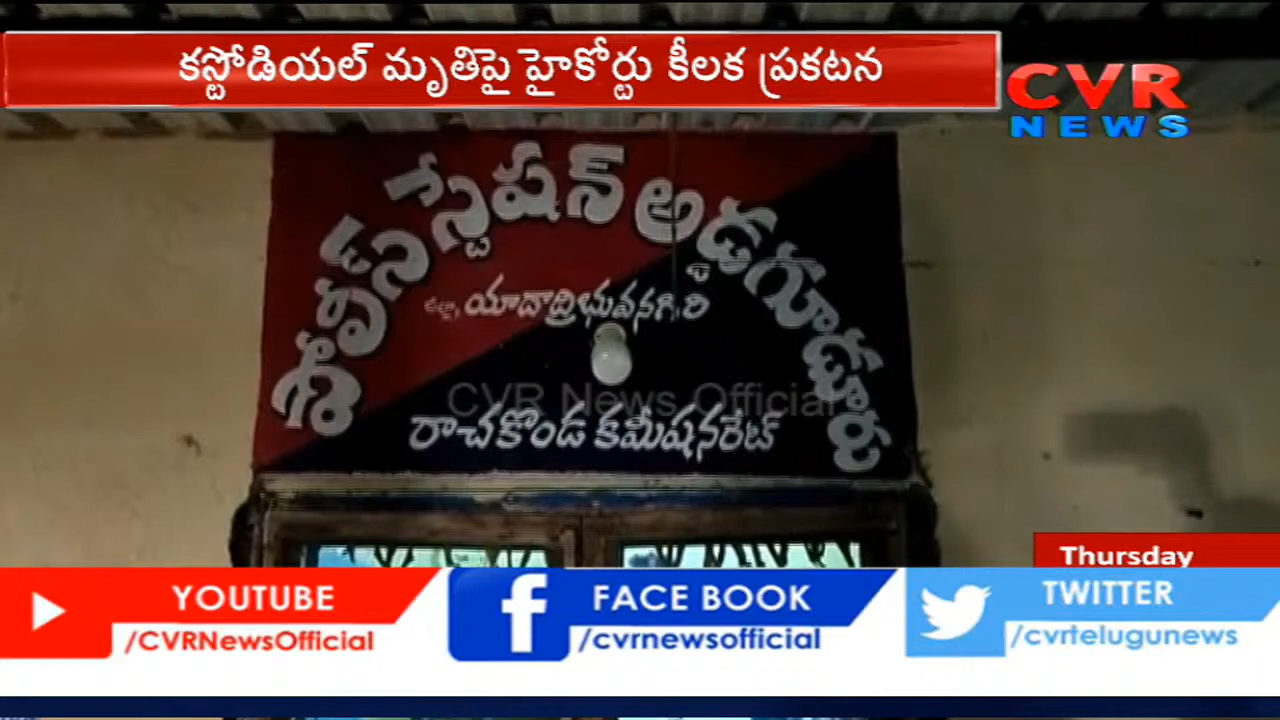 కస్టోడియల్ మృతిపై హైకోర్టు కీలక ప్రకటన
CVR
NEWS
స్టేషన్ అడ్డగూడూరు
యాదాద్రిభువనగిరి
CVR News Official
రాచకొండ కమీషనరేట్
Thursday
YOUTUBE
/CVRNewsOfficial
FACE BOOK
/cvrnewsofficial
TWITTER
/cvrtelugunews